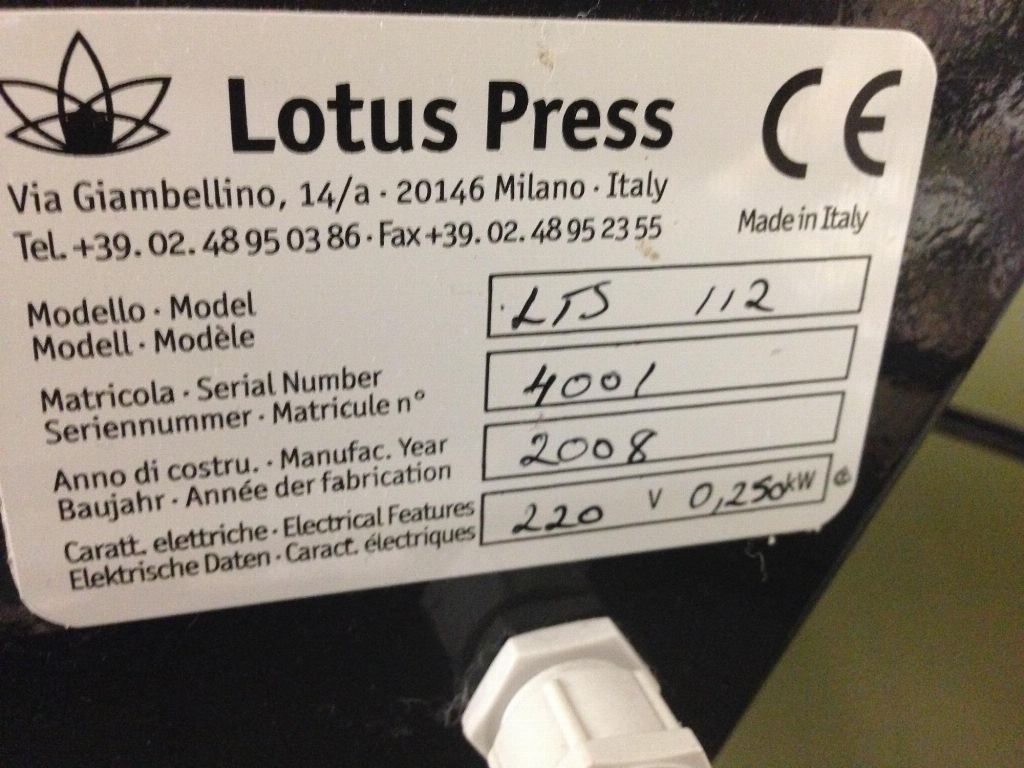 Lotus Press
CE
Via Giambellino, 14/a · 20146 Milano · Italy
Made in Italy
Tel. +39. 02. 48 95 03 86 · Fax +39. 02. 48 95 23 55
Modello · Model
Modell · Modèle
LTS 112
Matricola · Serial Number
Seriennummer · Matricule n°
4001
Anno di costru. · Manufac. Year
Baujahr · Année der fabrication
2008
Caratt. elettriche · Electrical Features
Elektrische Daten · Caract. électriques
220 V 0,250 kW